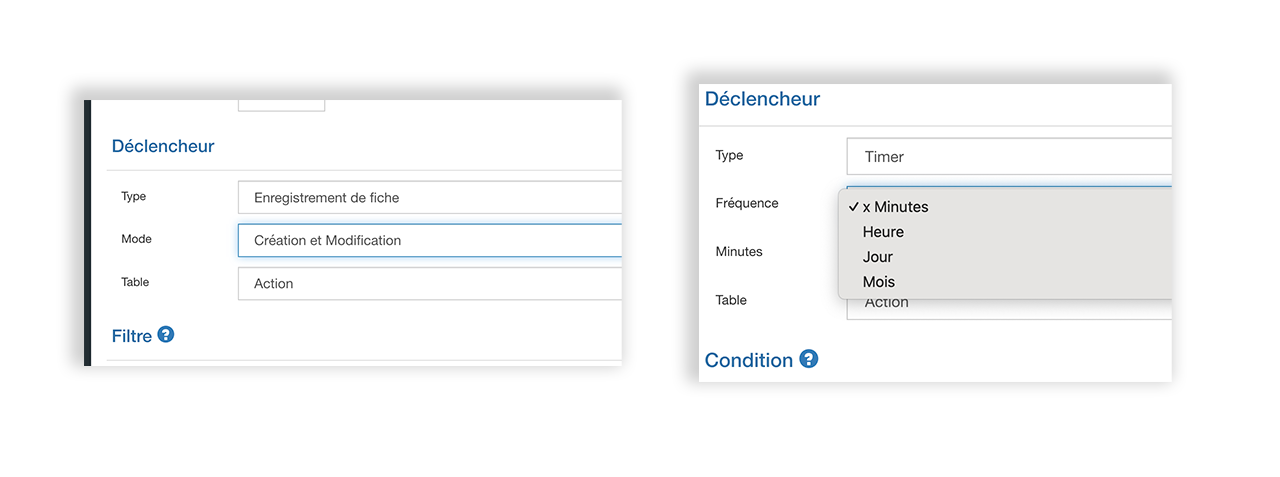 Déclencheur
Type
Enregistrement de fiche
Mode
Création et Modification
Table
Action
Filtre ?
Déclencheur
Type
Timer
Fréquence
✓ x Minutes
Heure
Jour
Mois
Minutes
Table
Action
Condition ?